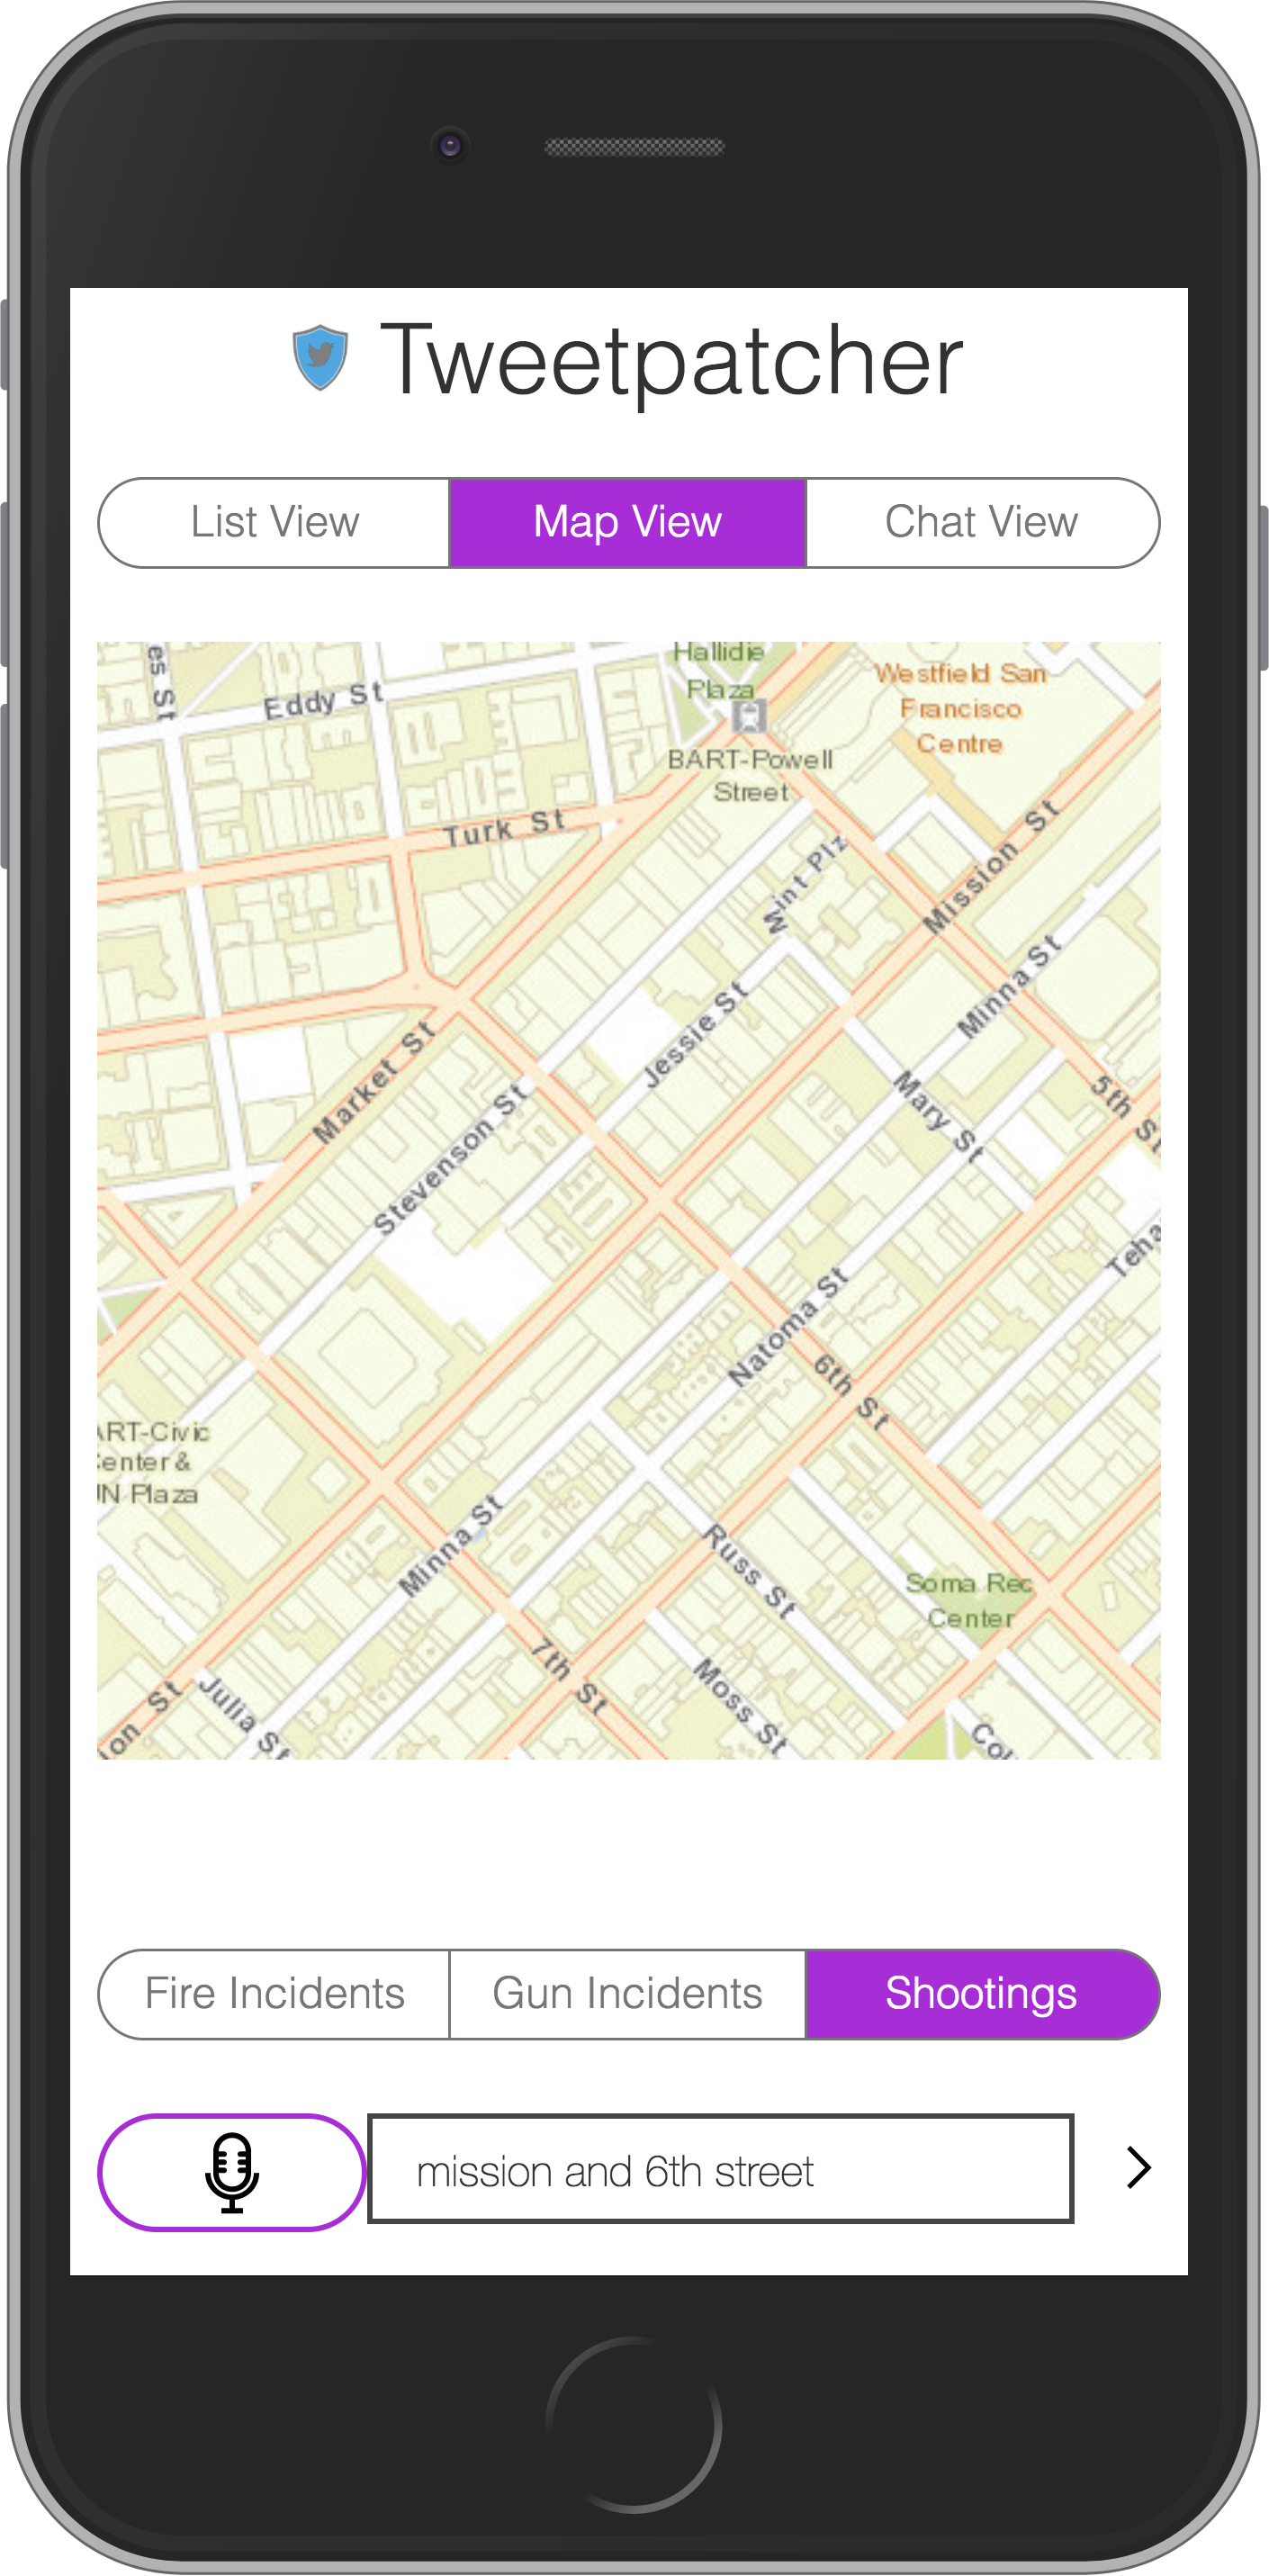 Tweetpatcher
List View
Map View
Chat View
Hallidie
Plaza
Westfield San
Francisco
Centre
es St
Eddy St
BART-Powell
Street
Turk St
Mint Plz
Mission St
Minna St
Jessie St
Market St
Mary St
5th St
Stevenson St
Teha
Natoma St
6th St
ART-Civic
Center &
UN Plaza
Minna St
Russ St
Soma Rec
Center
7th St
Moss St
ion St
Julia St
Col
Fire Incidents
Gun Incidents
Shootings
mission and 6th street